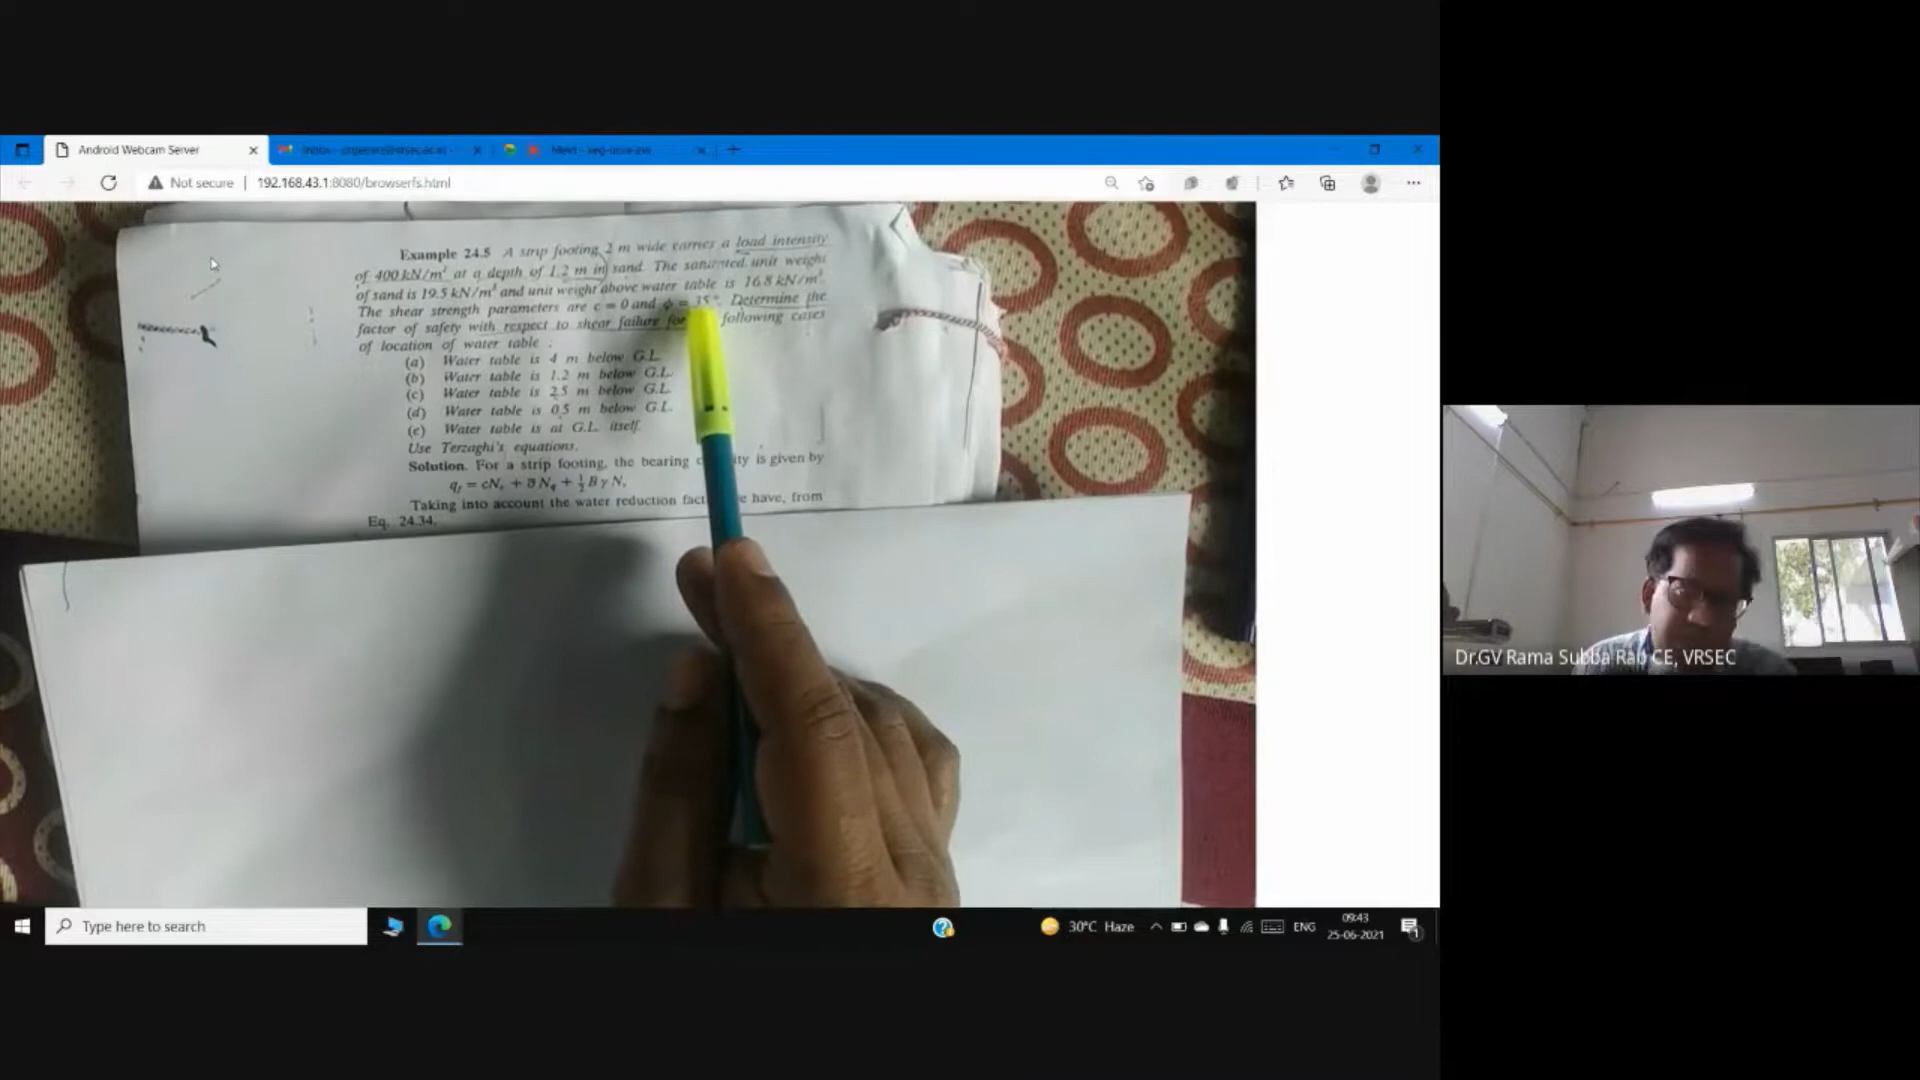 Android Webcam Server
Not secure
192.168.43.1:8080/browserfs.html
Example 24.5 A strip footing 2 m wide carries a load intensity
of 400 kN/m² at a depth of 1.2 m in sand. The saturated unit weight
of sand is 19.5 kN/m³ and unit weight above water table is 16.8 kN/m³.
The shear strength parameters are c = 0 and ϕ = 35°. Determine the
factor of safety with respect to shear failure for following cases
of location of water table :
(a) Water table is 4 m below G.L.
(b) Water table is 1.2 m below G.L.
(c) Water table is 2.5 m below G.L.
(d) Water table is 0.5 m below G.L.
(e) Water table is at G.L. itself.
Use Terzaghi's equations.
Solution. For a strip footing, the bearing ity is given by
Taking into account the water reduction fact e have, from
Eq. 24.34,
Dr.GV Rama Subba Rao CE, VRSEC
Type here to search
30°C Haze
ENG
09:43
25-06-2021
1